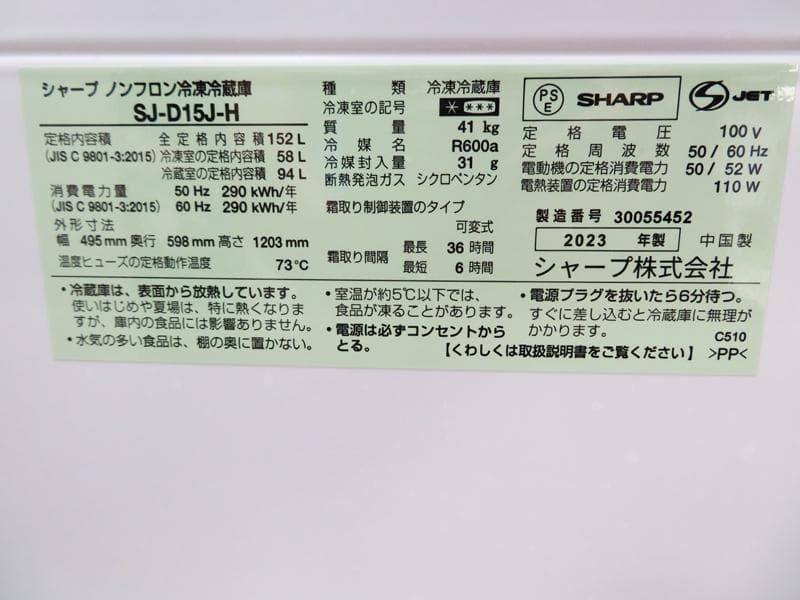 シャープ ノンフロン冷凍冷蔵庫
SJ-D15J-H
定格内容積 全定格内容積 152 L
(JIS C 9801-3:2015) 冷凍室の定格内容積 58 L
冷蔵室の定格内容積 94 L
消費電力量 50 Hz 290 kWh/年
(JIS C 9801-3:2015) 60 Hz 290 kWh/年
外形寸法
幅 495 mm 奥行 598 mm 高さ 1203 mm
温度ヒューズの定格動作温度 73℃
種類 冷凍冷蔵庫
冷凍室の記号 * ***
質量 41 kg
冷媒名 R600a
冷媒封入量 31 g
断熱発泡ガス シクロペンタン
霜取り制御装置のタイプ
可変式
霜取り間隔 最長 36 時間
最短 6 時間
PSE SHARP S JET
定格電圧 100 V
定格周波数 50 / 60 Hz
電動機の定格消費電力 50 / 52 W
電熱装置の定格消費電力 110 W
製造番号 30055452
2023 年製 中国製
シャープ株式会社
• 冷蔵庫は、表面から放熱しています。
使いはじめや夏場は、特に熱くなりま
すが、庫内の食品には影響ありません。
• 水気の多い食品は、棚の奥に置かない。
• 室温が約5℃以下では、
食品が凍ることがあります。
• 電源は必ずコンセントから
とる。
• 電源プラグを抜いたら6分待つ。
すぐに差し込むと冷蔵庫に無理が
かかります。
C510
【くわしくは取扱説明書をご覧ください】 >PP<